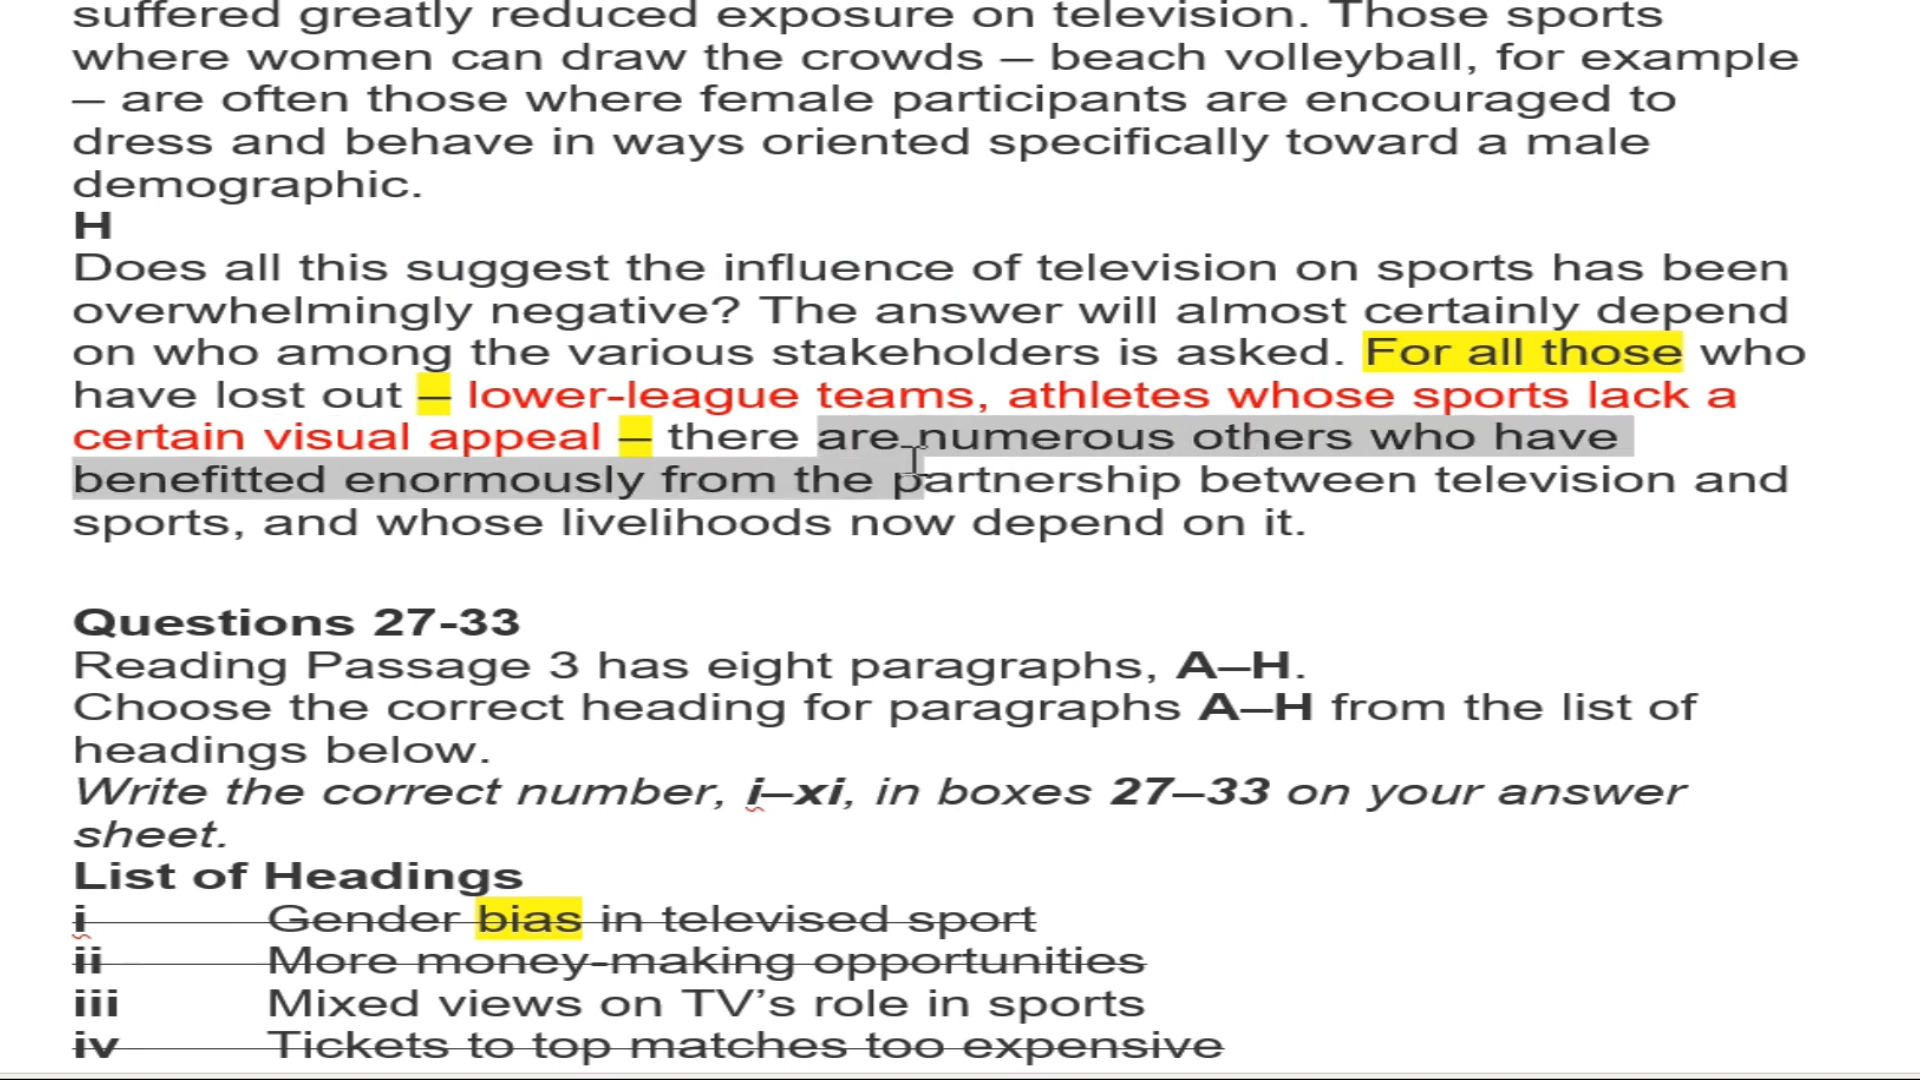 suffered greatly reduced exposure on television. Those sports
where women can draw the crowds – beach volleyball, for example
– are often those where female participants are encouraged to
dress and behave in ways oriented specifically toward a male
demographic.
H
Does all this suggest the influence of television on sports has been
overwhelmingly negative? The answer will almost certainly depend
on who among the various stakeholders is asked. For all those who
have lost out – lower-league teams, athletes whose sports lack a
certain visual appeal – there are numerous others who have
benefitted enormously from the partnership between television and
sports, and whose livelihoods now depend on it.
Questions 27-33
Reading Passage 3 has eight paragraphs, A–H.
Choose the correct heading for paragraphs A–H from the list of
headings below.
Write the correct number, i–xi, in boxes 27–33 on your answer
sheet.
List of Headings
i Gender bias in televised sport
ii More money-making opportunities
iii Mixed views on TV’s role in sports
iv Tickets to top matches too expensive